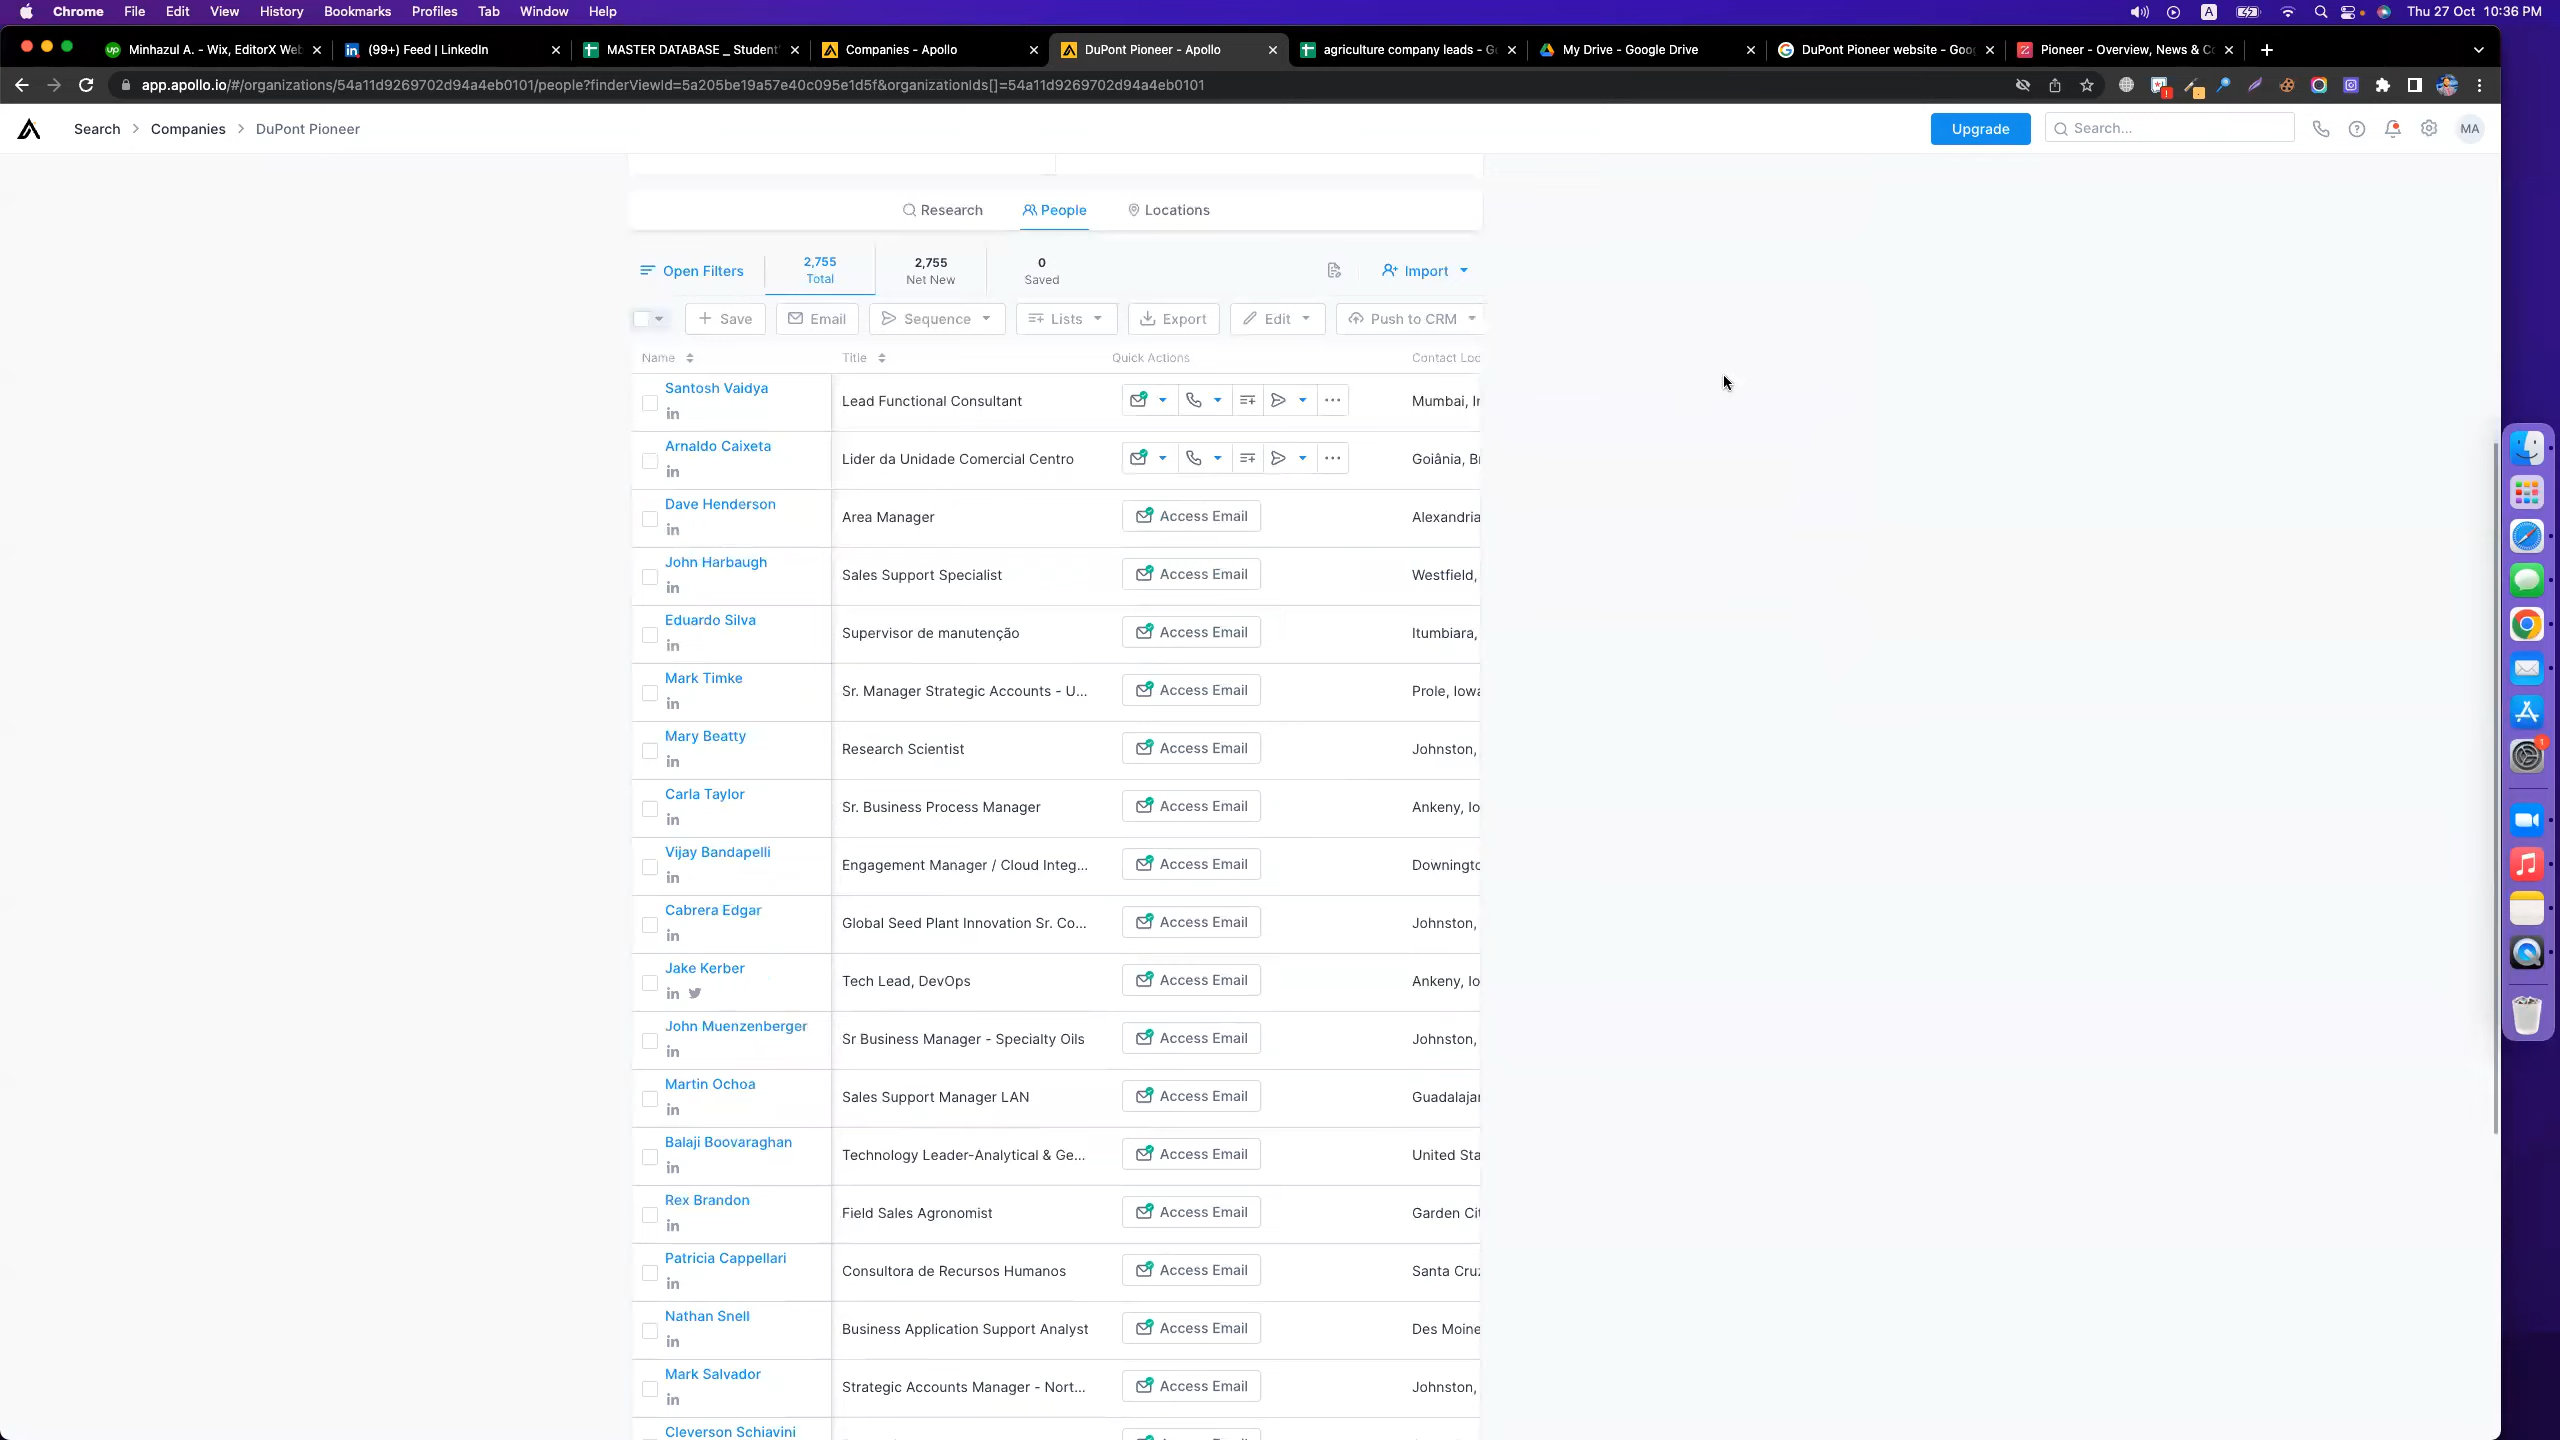 Chrome File Edit View History Bookmarks Profiles Tab Window Help A Thu 27 Oct 10:36 PM
up Minhazul A. - Wix, EditorX Web in (99+) Feed | LinkedIn MASTER DATABASE _ Student' Companies - Apollo DuPont Pioneer - Apollo agriculture company leads - G My Drive - Google Drive DuPont Pioneer website - Goo Z Pioneer - Overview, News & C
app.apollo.io/#/organizations/54a11d9269702d94a4eb0101/people?finderViewId=5a205be19a57e40c095e1d5f&organizationIds[]=54a11d9269702d94a4eb0101
Search > Companies > DuPont Pioneer Upgrade Search... MA
Research People Locations
Open Filters 2,755 Total 2,755 Net New 0 Saved Import
+ Save Email Sequence Lists Export Edit Push to CRM
Name Title Quick Actions Contact Loc
Santosh Vaidya Lead Functional Consultant Mumbai, In
in
Arnaldo Caixeta Lider da Unidade Comercial Centro Goiânia, B
in
Dave Henderson Area Manager Access Email Alexandria
in
John Harbaugh Sales Support Specialist Access Email Westfield,
in
Eduardo Silva Supervisor de manutenção Access Email Itumbiara,
in
Mark Timke Sr. Manager Strategic Accounts - U... Access Email Prole, Iowa
in
Mary Beatty Research Scientist Access Email Johnston,
in
Carla Taylor Sr. Business Process Manager Access Email Ankeny, Io
in
Vijay Bandapelli Engagement Manager / Cloud Integ... Access Email Downingto
in
Cabrera Edgar Global Seed Plant Innovation Sr. Co... Access Email Johnston,
in
Jake Kerber Tech Lead, DevOps Access Email Ankeny, Io
in
John Muenzenberger Sr Business Manager - Specialty Oils Access Email Johnston,
in
Martin Ochoa Sales Support Manager LAN Access Email Guadalaja
in
Balaji Boovaraghan Technology Leader-Analytical & Ge... Access Email United Sta
in
Rex Brandon Field Sales Agronomist Access Email Garden Cit
in
Patricia Cappellari Consultora de Recursos Humanos Access Email Santa Cru
in
Nathan Snell Business Application Support Analyst Access Email Des Moine
in
Mark Salvador Strategic Accounts Manager - Nort... Access Email Johnston,
in
Cleverson Schiavini